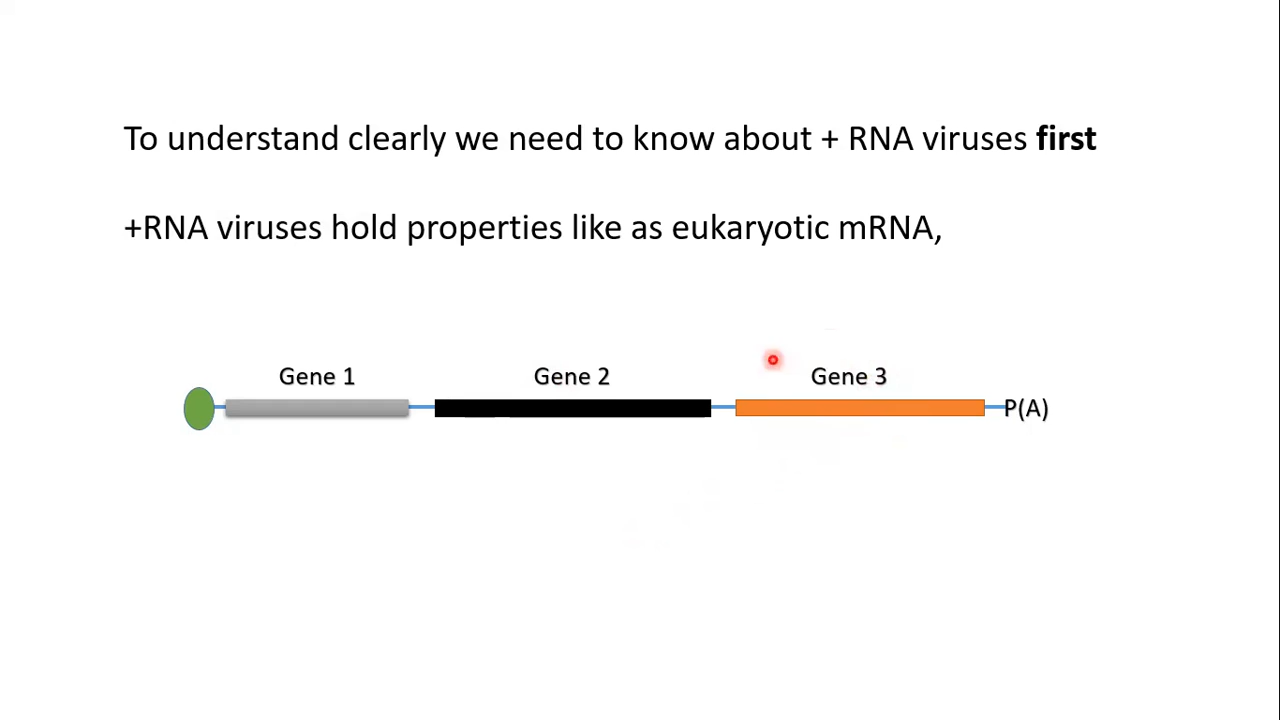 To understand clearly we need to know about + RNA viruses first
+RNA viruses hold properties like as eukaryotic mRNA,
Gene 1 Gene 2 Gene 3
P(A)